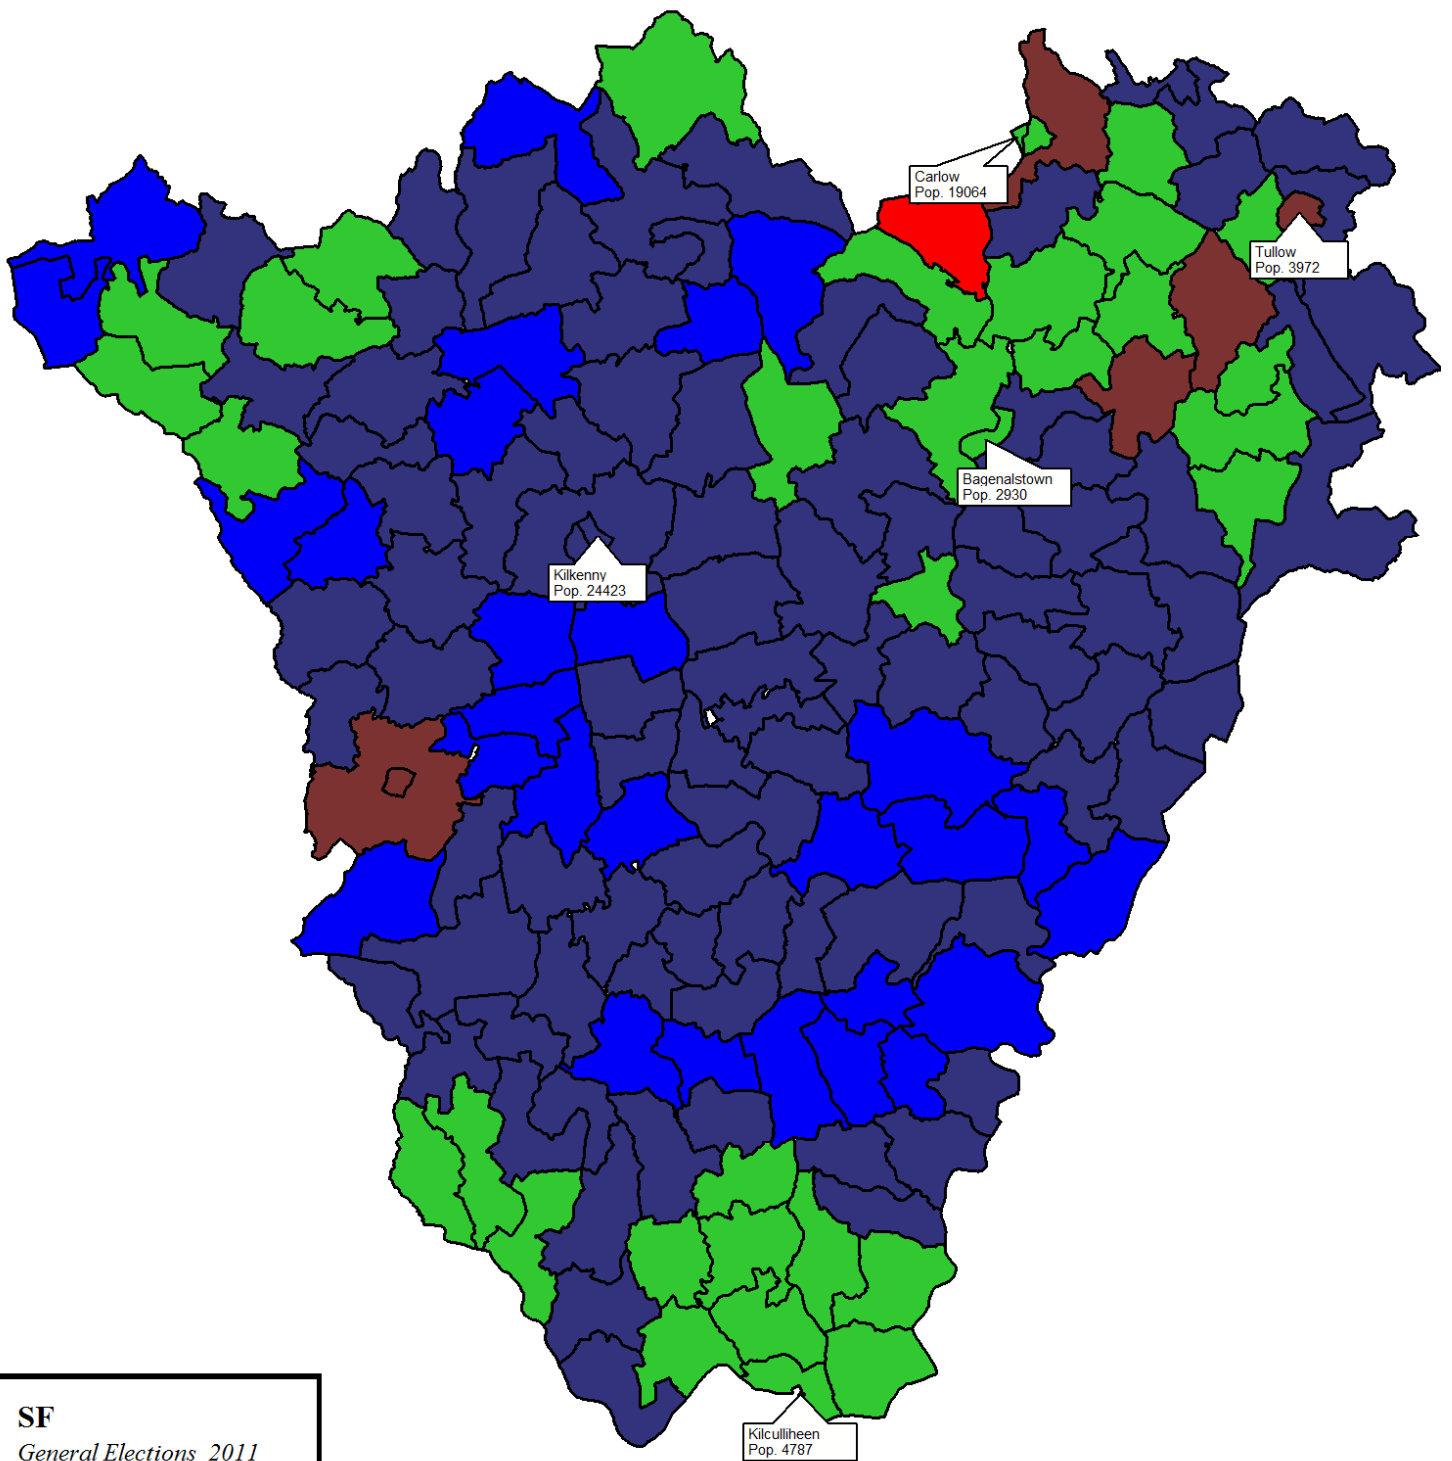 Carlow
Pop. 19064
Tullow
Pop. 3972
Bagenalstown
Pop. 2930
Kilkenny
Pop. 24423
Kilculliheen
Pop. 4787
SF
General Elections 2011